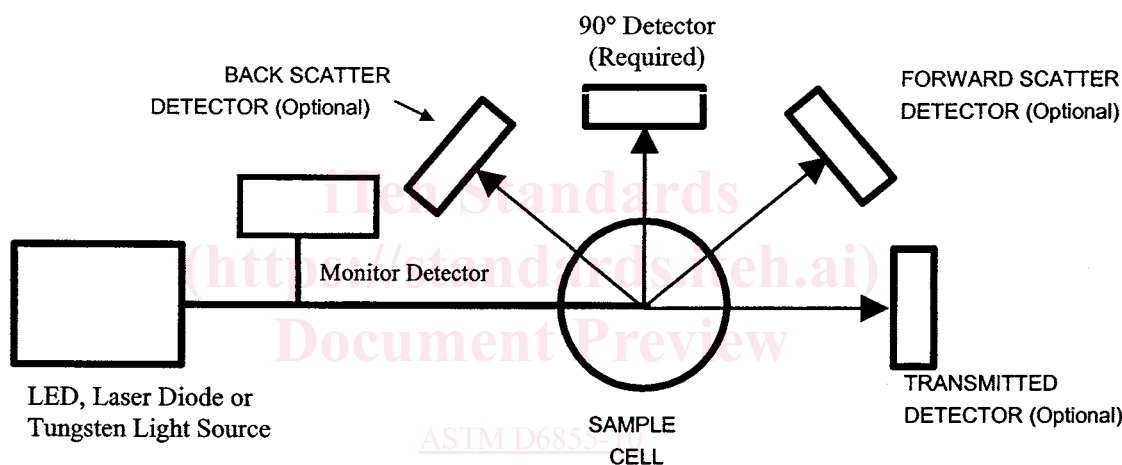 90° Detector
(Required)
BACK SCATTER
DETECTOR (Optional)
FORWARD SCATTER
DETECTOR (Optional)
iTeh Standards
(https://standards.iteh.ai)
Monitor Detector
Document Preview
LED, Laser Diode or
Tungsten Light Source
TRANSMITTED
DETECTOR (Optional)
SAMPLE
CELL
ASTM D6855-10